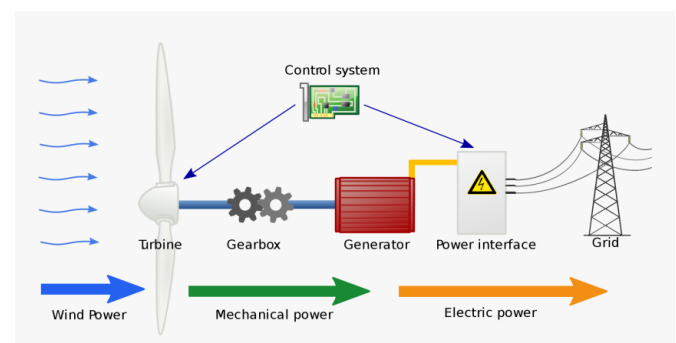 Control system
Turbine
Gearbox
Generator
Power interface
Grid
Wind Power
Mechanical power
Electric power